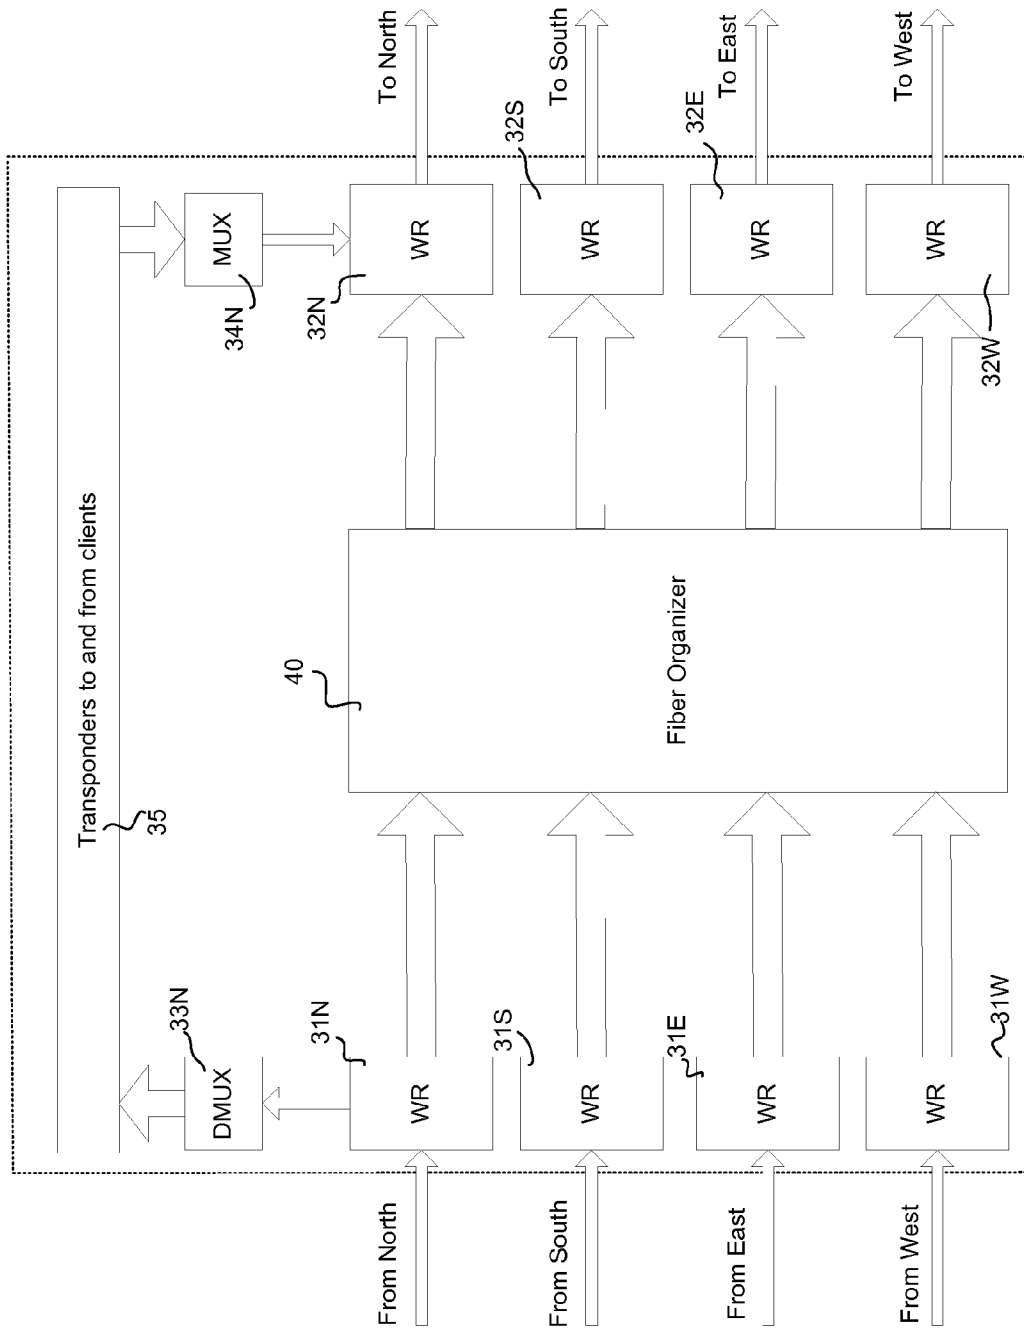 Transponders to and from clients
35
33N
DMUX
MUX
34N
From North
31N
WR
40
Fiber Organizer
32N
WR
To North
From South
31S
WR
32S
WR
To South
From East
31E
WR
32E
WR
To East
From West
31W
WR
32W
WR
To West